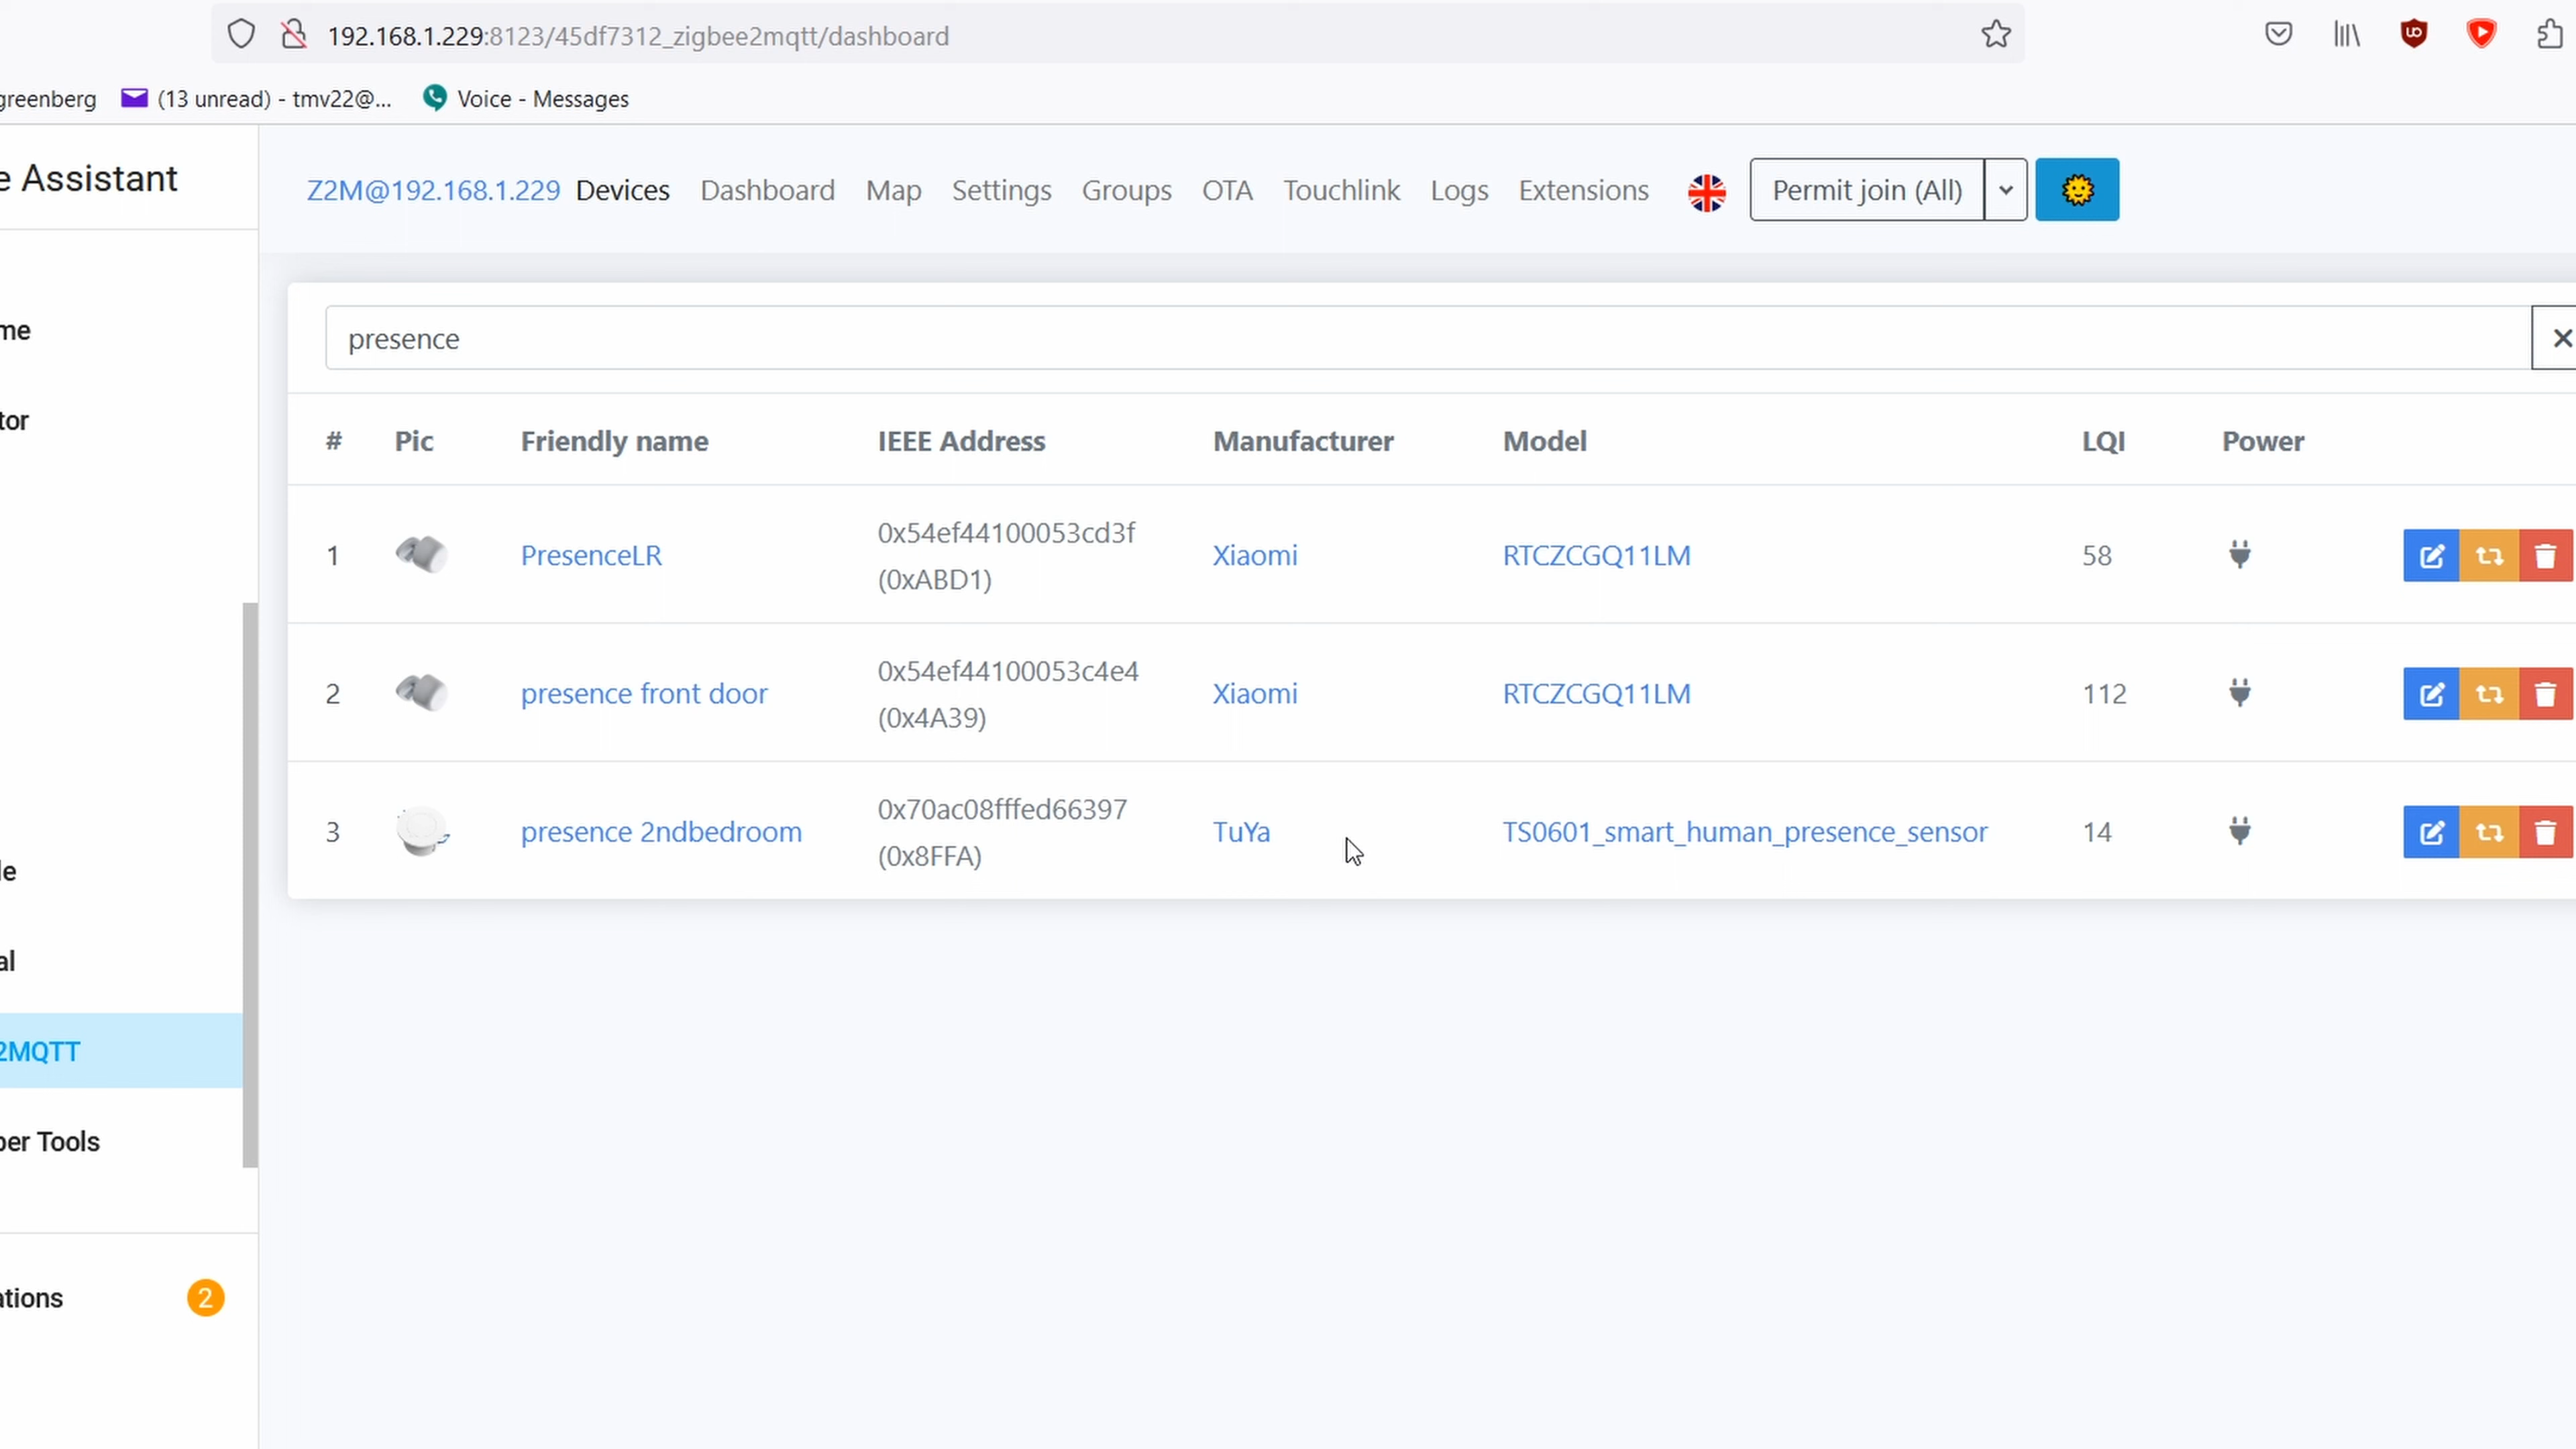 192.168.1.229:8123/45df7312_zigbee2mqtt/dashboard
greenberg (13 unred) - tmv22@... Voice - Messages
e Assistant
Z2M@192.168.1.229 Devices Dashboard Map Settings Groups OTA Touchlink Logs Extensions Permit join (All)
me
presence
tor
# Pic Friendly name IEEE Address Manufacturer Model LQI Power
1 PresenceLR 0x54ef44100053cd3f Xiaomi RTCZCGQ11LM 58
(0xABD1)
2 presence front door 0x54ef44100053c4e4 Xiaomi RTCZCGQ11LM 112
(0x4A39)
3 presence 2ndbedroom 0x70ac08fffed66397 TuYa TS0601_smart_human_presence_sensor 14
(0x8FFA)
le
al
2MQTT
per Tools
ations 2